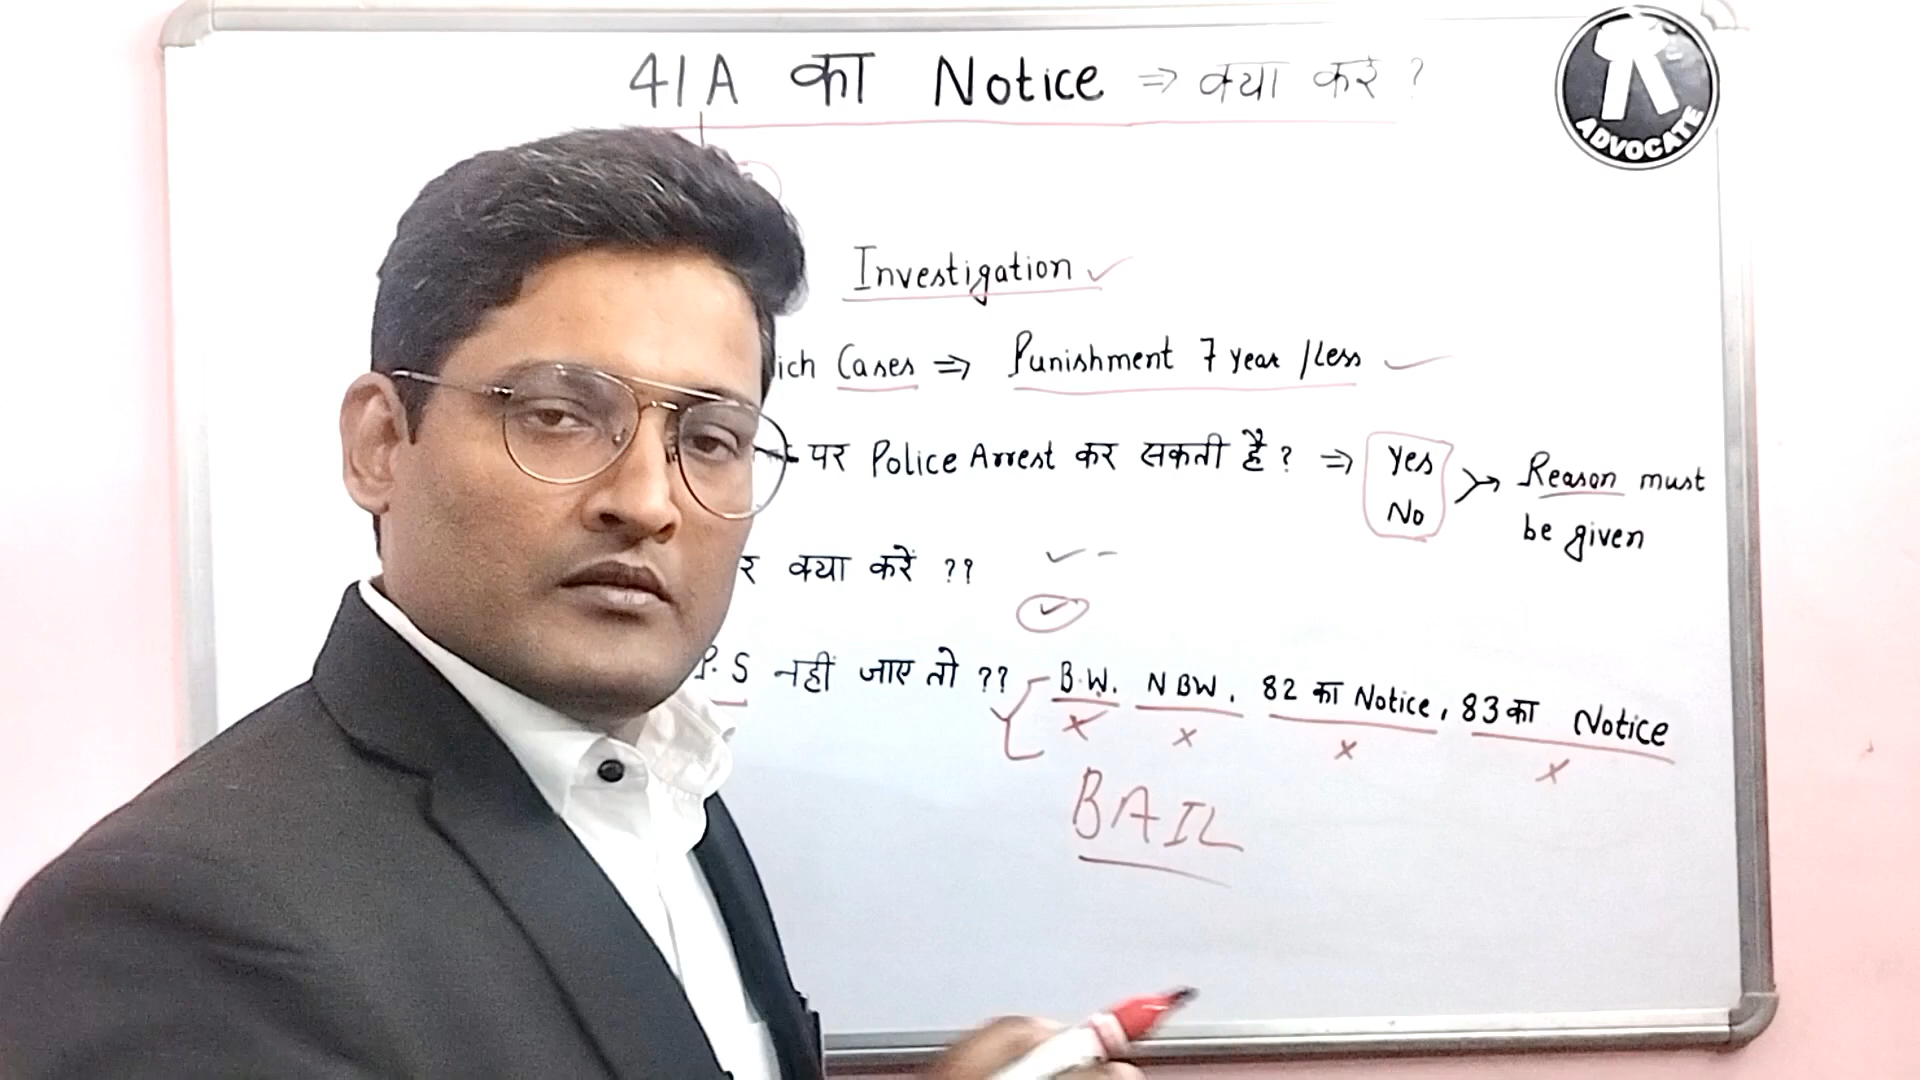 41A का Notice ⇒ क्या करें ?
ADVOCATE
Investigation ✓
ich Cases ⇒ Punishment 7 year /Less ✓
पर Police Arrest कर सकती है ? ⇒ Yes No → Reason must be given
र क्या करें ??
P.S नहीं जाए तो ?? B.W. NBW, 82 का Notice, 83 का Notice
x x x x
BAIL